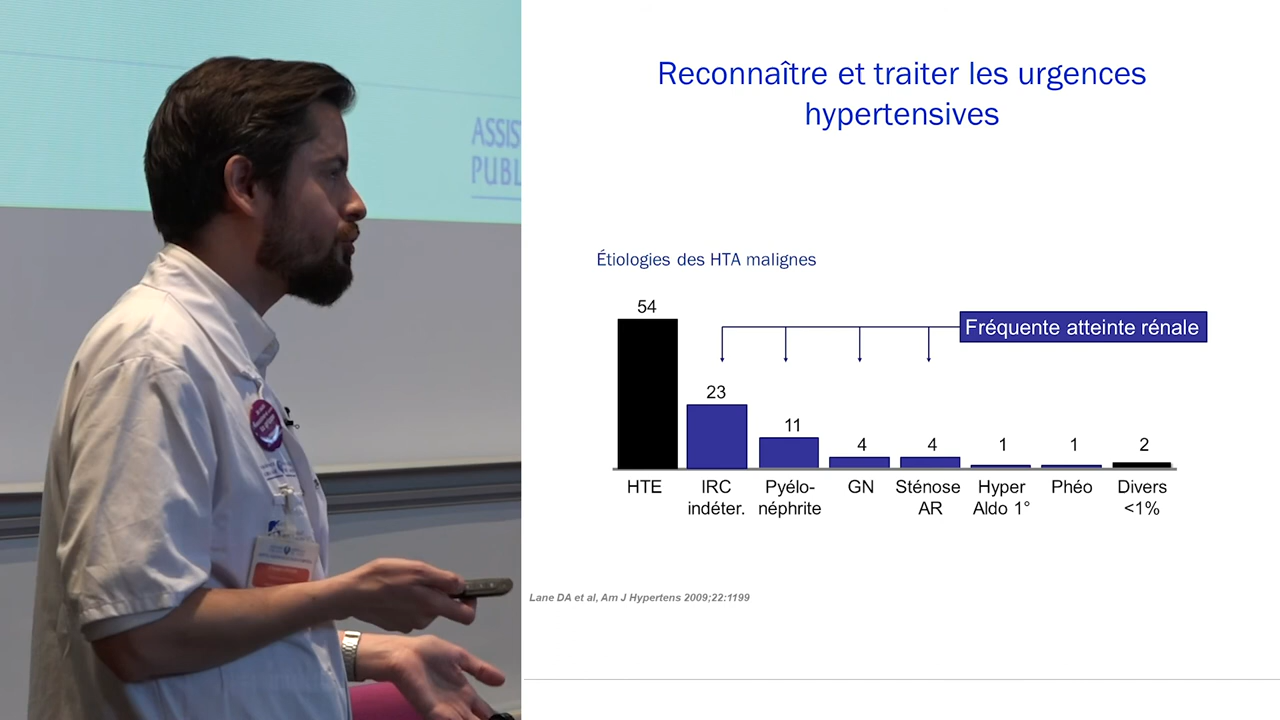 ASSIS
PUBL
Reconnaître et traiter les urgences
hypertensives
Étiologies des HTA malignes
54
Fréquente atteinte rénale
23
11
4
4
1
1
2
HTE
IRC
indéter.
Pyélo-
néphrite
GN
Sténose
AR
Hyper
Aldo 1°
Phéo
Divers
<1%
Lane DA et al, Am J Hypertens 2009;22:1199